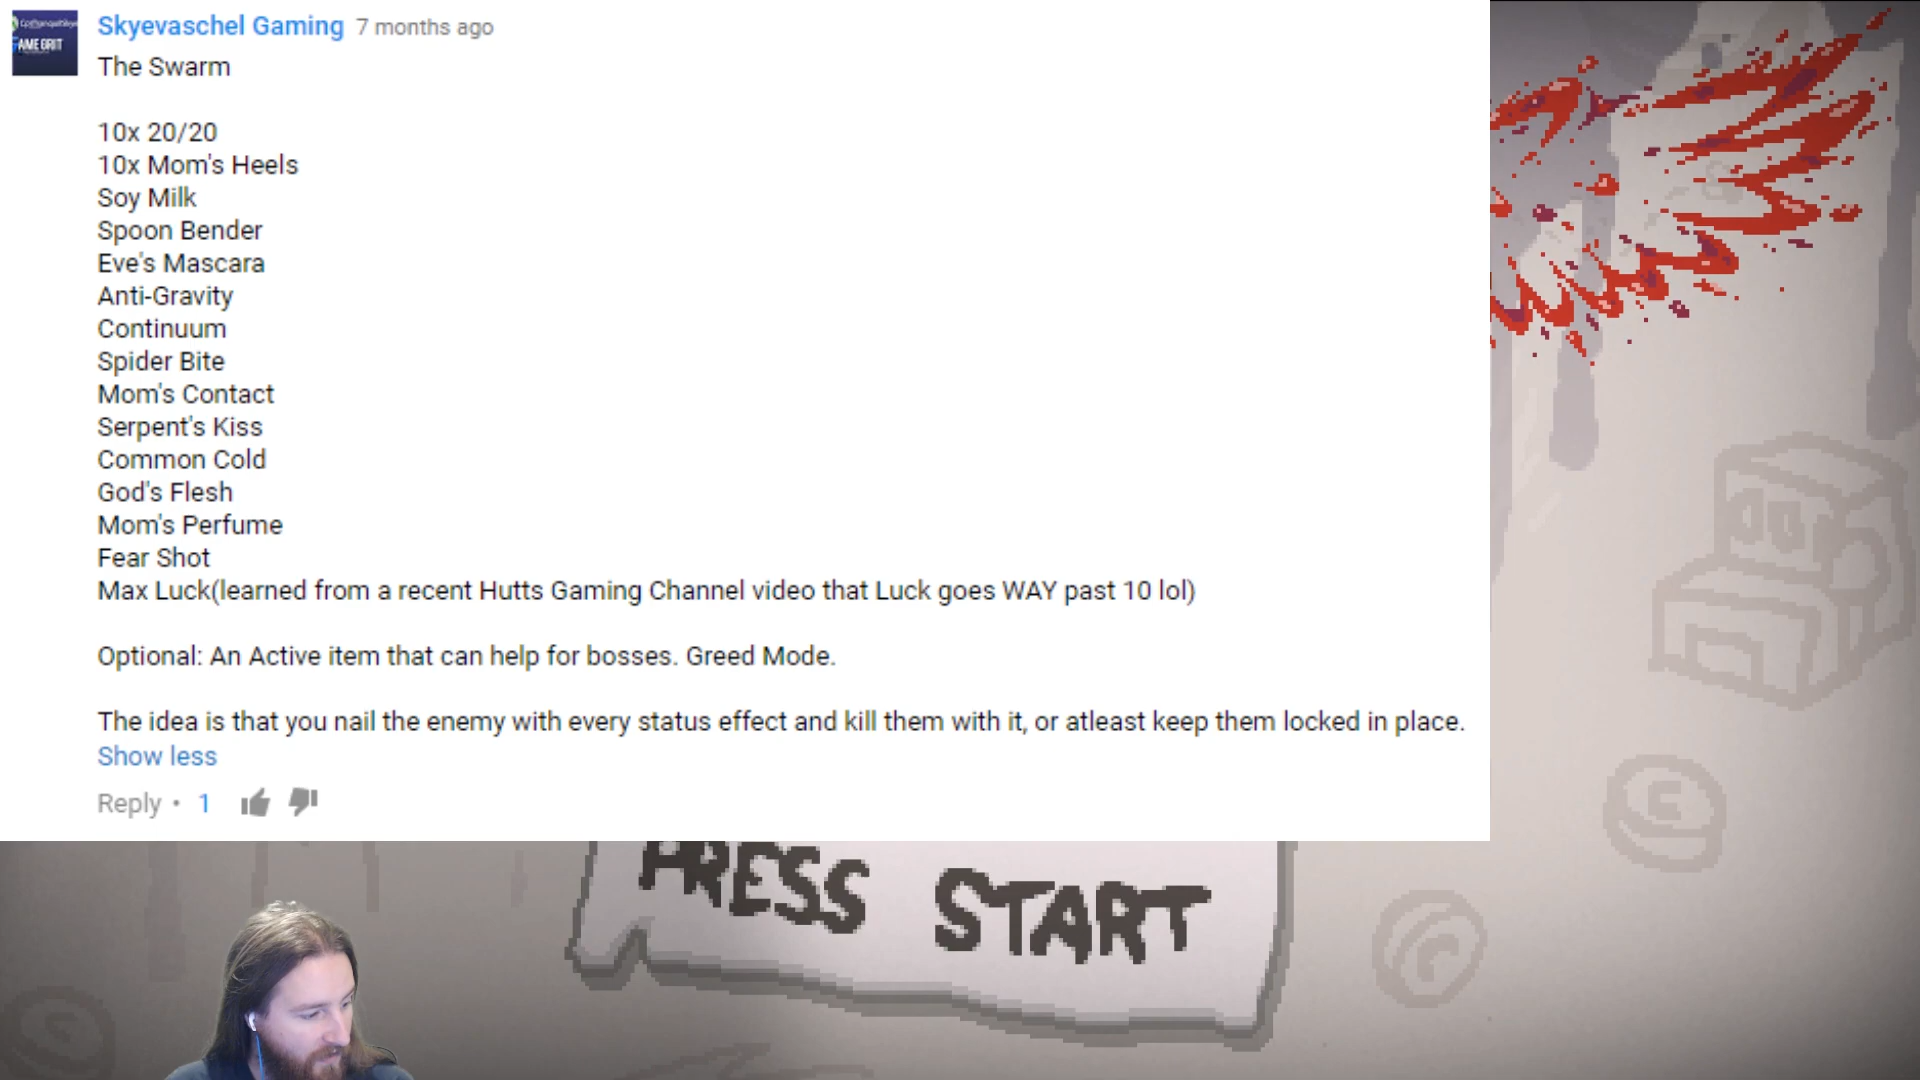 Skyevaschel Gaming 7 months ago
The Swarm
10x 20/20
10x Mom's Heels
Soy Milk
Spoon Bender
Eve's Mascara
Anti-Gravity
Continuum
Spider Bite
Mom's Contact
Serpent's Kiss
Common Cold
God's Flesh
Mom's Perfume
Fear Shot
Max Luck(learned from a recent Hutts Gaming Channel video that Luck goes WAY past 10 lol)
Optional: An Active item that can help for bosses. Greed Mode.
The idea is that you nail the enemy with every status effect and kill them with it, or atleast keep them locked in place.
Show less
Reply • 1
PRESS START